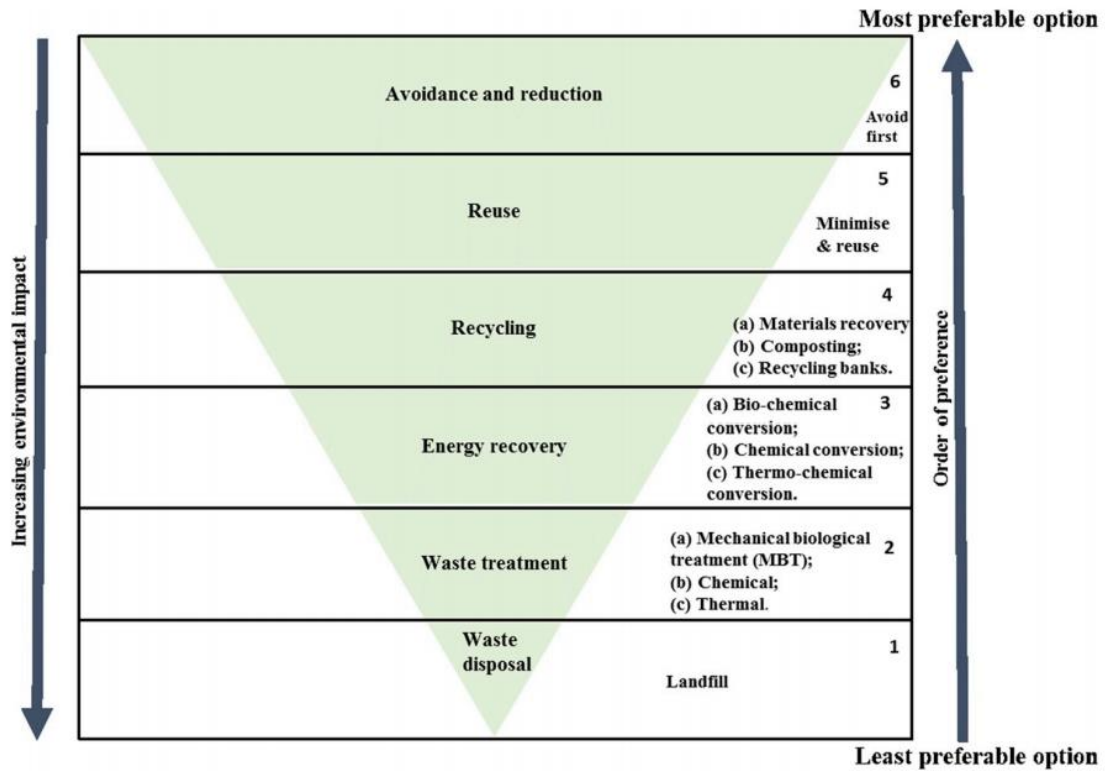 Most preferable option
Avoidance and reduction
6
Avoid
first
Reuse
5
Minimise
& reuse
Recycling
4
(a) Materials recovery
(b) Composting;
(c) Recycling banks.
Energy recovery
3
(a) Bio-chemical
conversion;
(b) Chemical conversion;
(c) Thermo-chemical
conversion.
Waste treatment
2
(a) Mechanical biological
treatment (MBT);
(b) Chemical;
(c) Thermal.
Waste
disposal
1
Landfill
Least preferable option
Increasing environmental impact
Order of preference